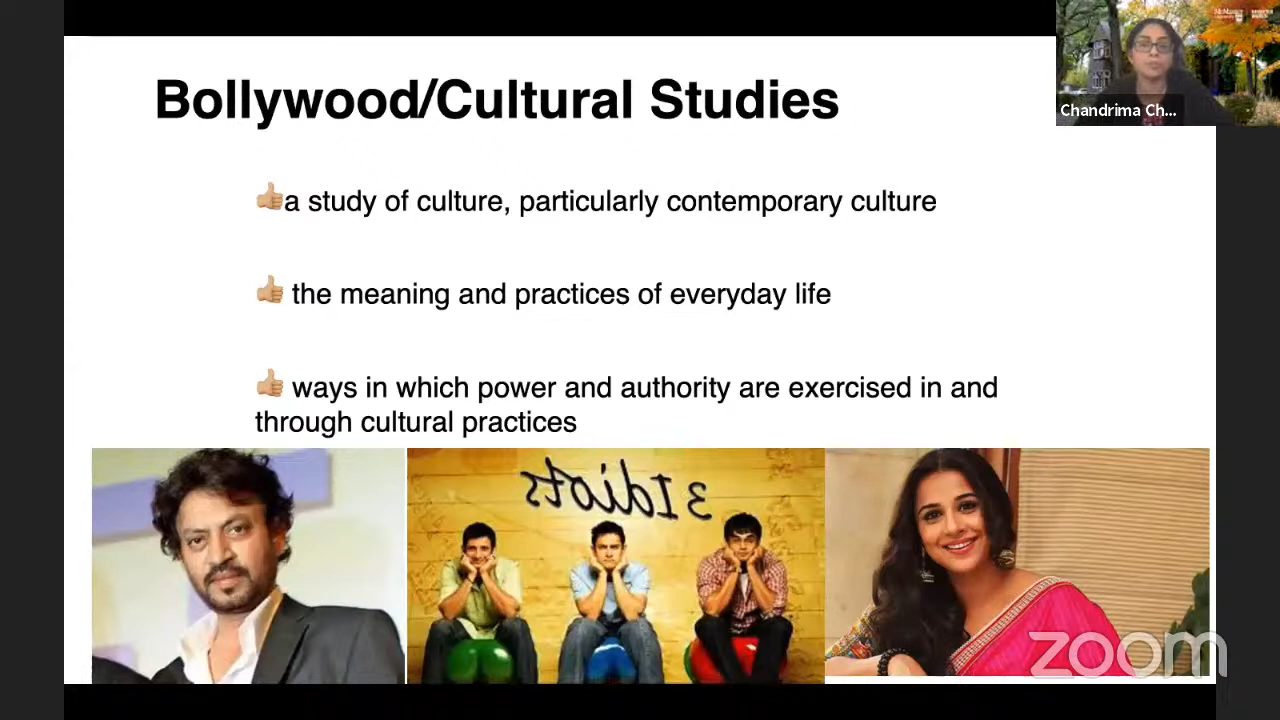 Bollywood/Cultural Studies
McMaster
Chandrima Ch...
👍🏼a study of culture, particularly contemporary culture
👍🏼 the meaning and practices of everyday life
👍🏼 ways in which power and authority are exercised in and
through cultural practices
3 Idiots
zoom